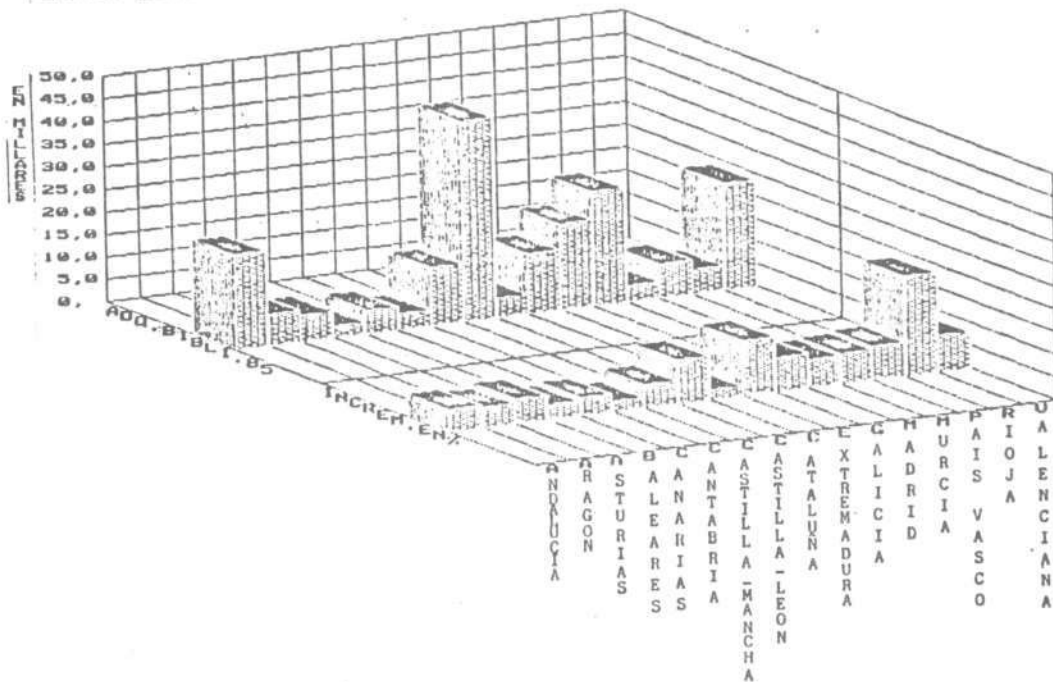 EN MILLARES
50,0
45,0
40,0
35,0
30,0
25,0
20,0
15,0
10,0
5,0
0,
ADQ.BIBLI.85
INCREM.EN%
ANDALUCIA
ARAGON
ASTURIAS
BALEARES
CANARIAS
CANTABRIA
CASTILLA-MANCHA
CASTILLA-LEON
CATALUÑA
EXTREMADURA
GALICIA
MADRID
MURCIA
PAIS VASCO
RIOJA
VALENCIANA